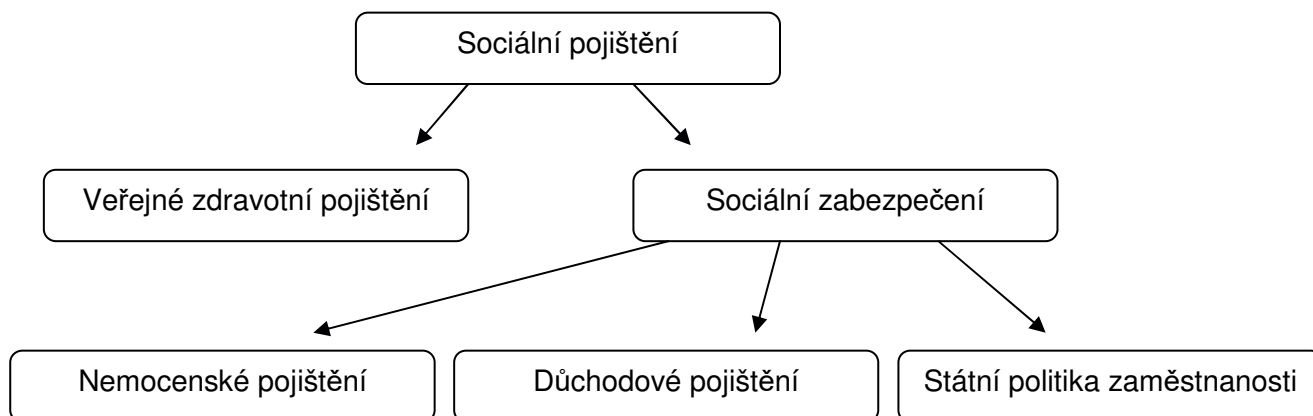 Sociální pojištění
Veřejné zdravotní pojištění
Sociální zabezpečení
Nemocenské pojištění
Důchodové pojištění
Státní politika zaměstnanosti